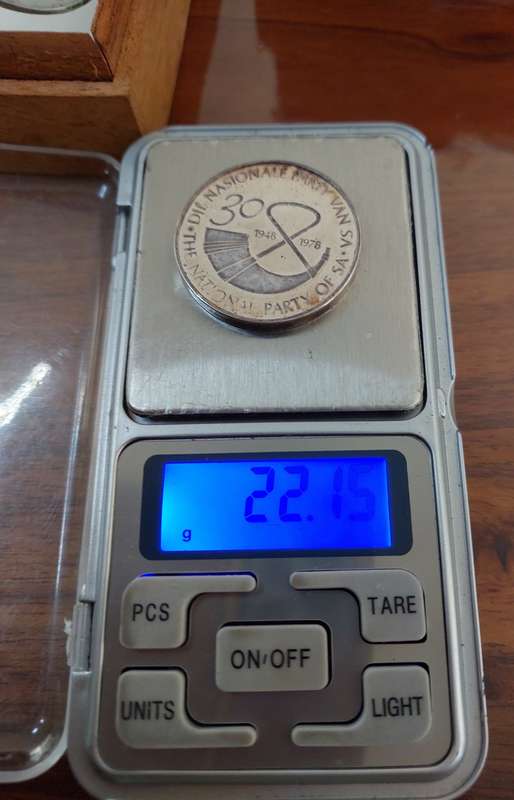 • DIE NASIONALE PARTY VAN SA •
30
1948 1978
THE NATIONAL PARTY OF SA
22.15
g
PCS
TARE
ON/OFF
UNITS
LIGHT